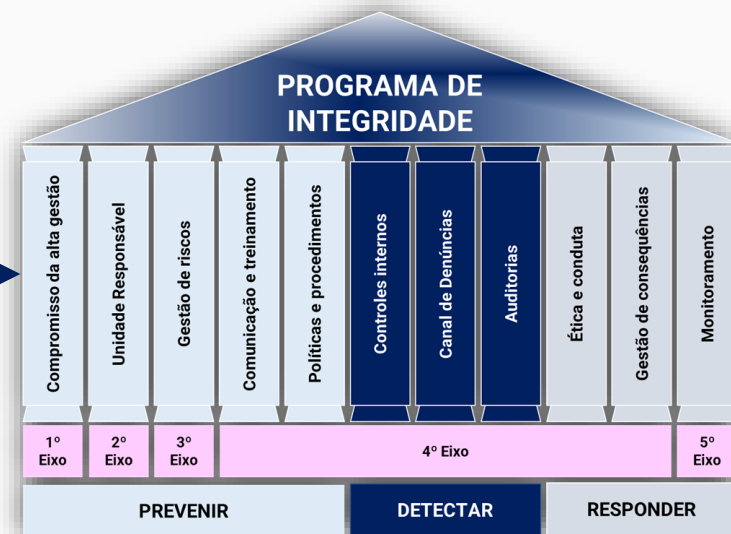 PROGRAMA DE
INTEGRIDADE
Compromisso da alta gestão
Unidade Responsável
Gestão de riscos
Comunicação e treinamento
Políticas e procedimentos
Controles internos
Canal de Denúncias
Auditorias
Ética e conduta
Gestão de consequências
Monitoramento
1º
Eixo
2º
Eixo
3º
Eixo
4º Eixo
5º
Eixo
PREVENIR
DETECTAR
RESPONDER